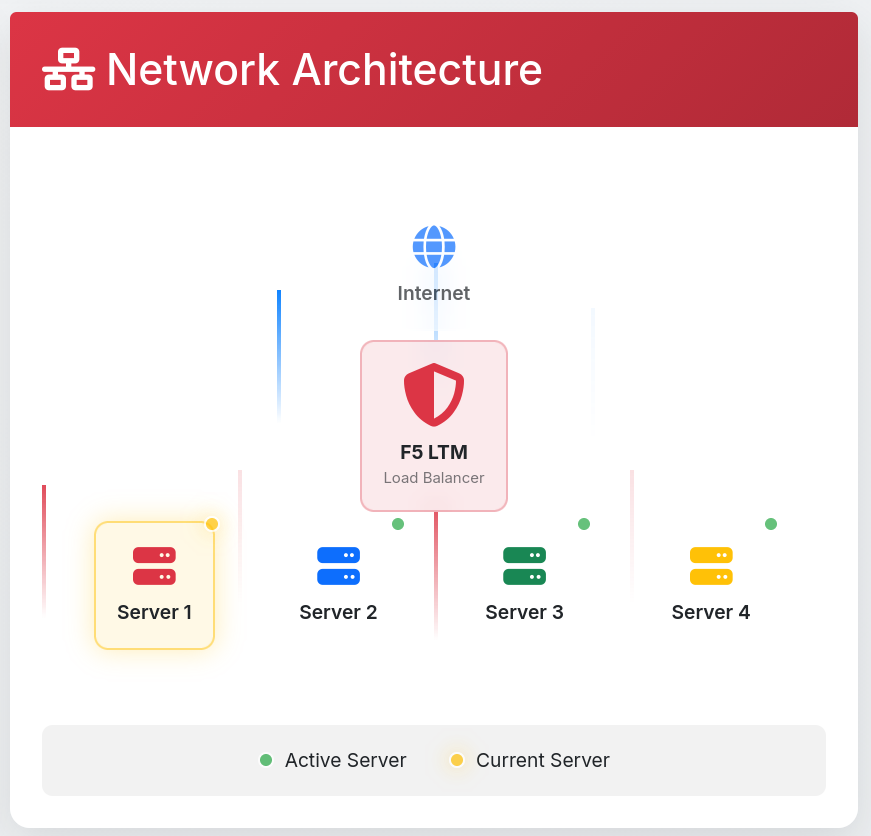 Network Architecture
Internet
F5 LTM
Load Balancer
Server 1
Server 2
Server 3
Server 4
Active Server
Current Server